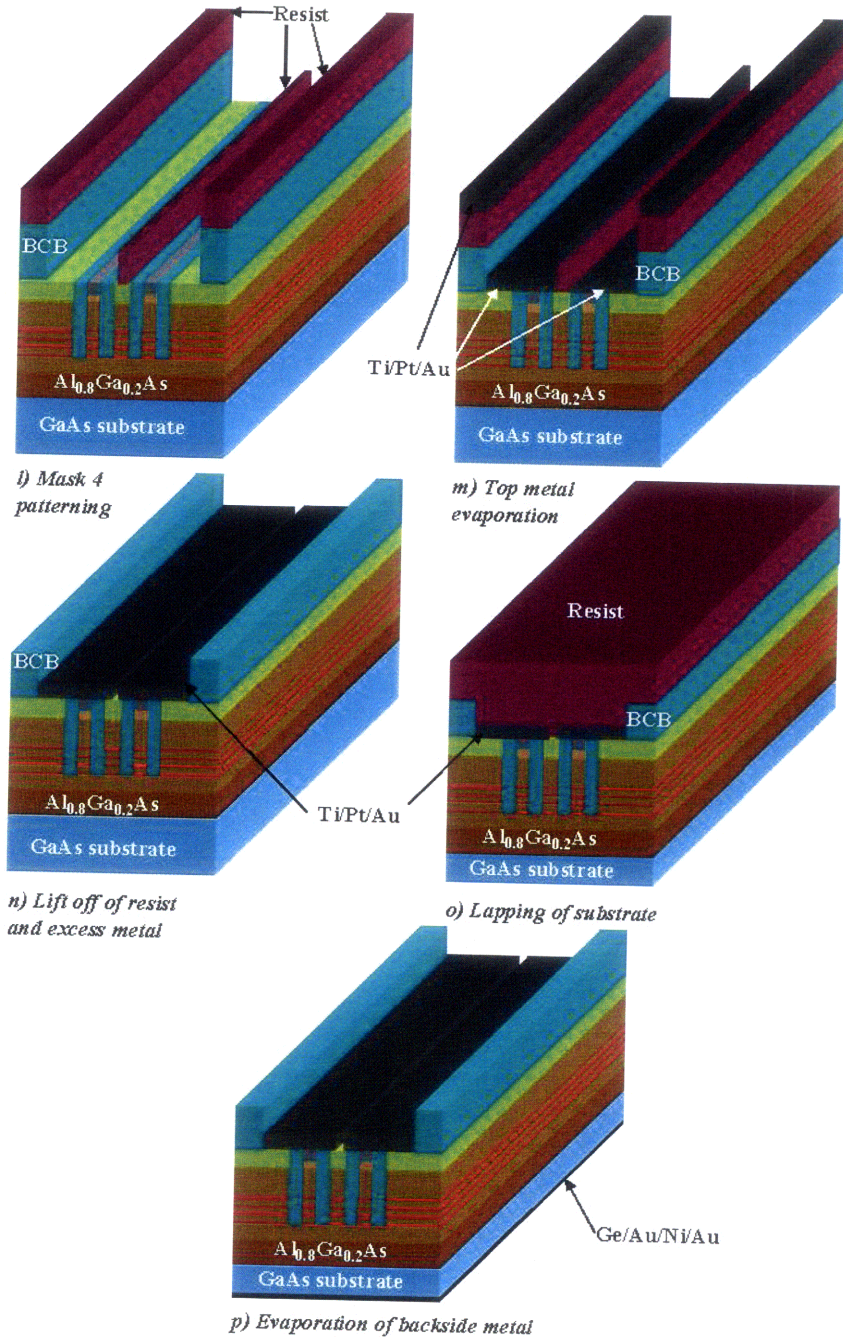 Resist
BCB
Al0.8Ga0.2As
GaAs substrate
l) Mask 4
patterning
BCB
Ti/Pt/Au
Al0.8Ga0.2As
GaAs substrate
m) Top metal
evaporation
BCB
Al0.8Ga0.2As
GaAs substrate
Ti/Pt/Au
n) Lift off of resist
and excess metal
Resist
BCB
Al0.8Ga0.2As
GaAs substrate
o) Lapping of substrate
Al0.8Ga0.2As
GaAs substrate
Ge/Au/Ni/Au
p) Evaporation of backside metal